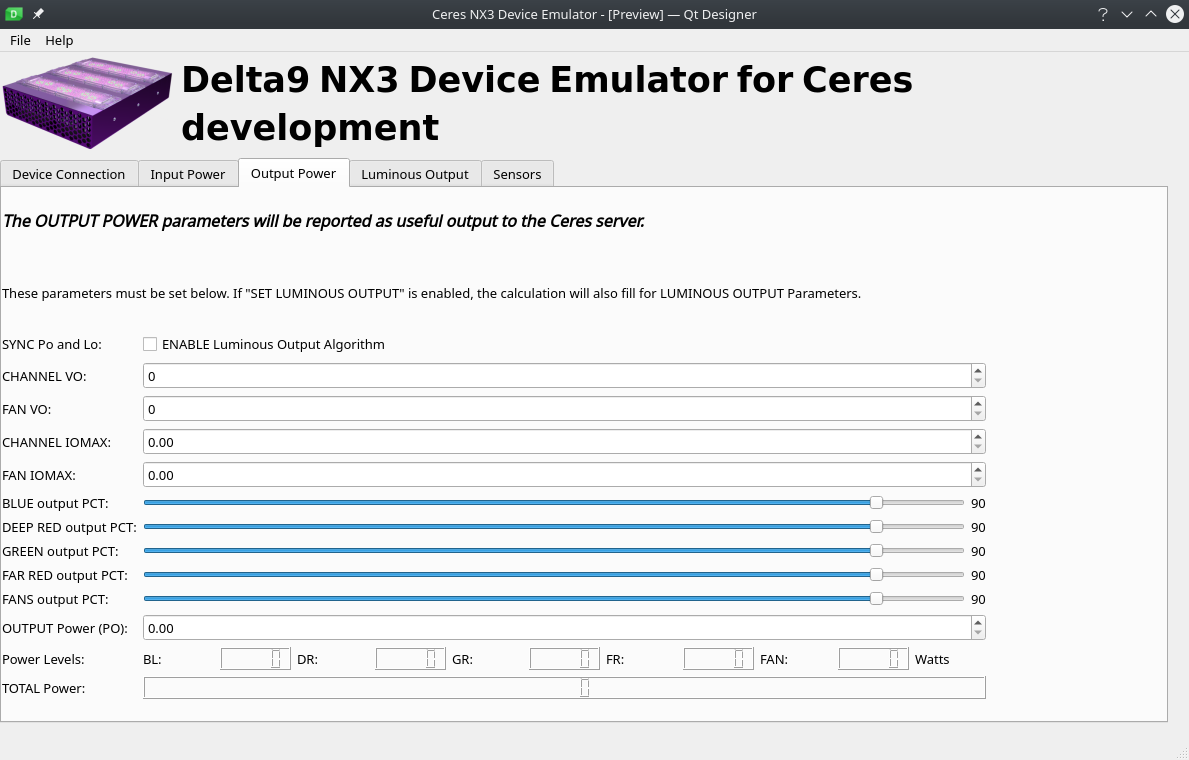 Ceres NX3 Device Emulator - [Preview] — Qt Designer
File Help
Delta9 NX3 Device Emulator for Ceres
development
Device Connection Input Power Output Power Luminous Output Sensors
The OUTPUT POWER parameters will be reported as useful output to the Ceres server.
These parameters must be set below. If "SET LUMINOUS OUTPUT" is enabled, the calculation will also fill for LUMINOUS OUTPUT Parameters.
SYNC Po and Lo: ENABLE Luminous Output Algorithm
CHANNEL VO: 0
FAN VO: 0
CHANNEL IOMAX: 0.00
FAN IOMAX: 0.00
BLUE output PCT: 90
DEEP RED output PCT: 90
GREEN output PCT: 90
FAR RED output PCT: 90
FANS output PCT: 90
OUTPUT Power (PO): 0.00
Power Levels: BL: 0 DR: 0 GR: 0 FR: 0 FAN: 0 Watts
TOTAL Power: 0